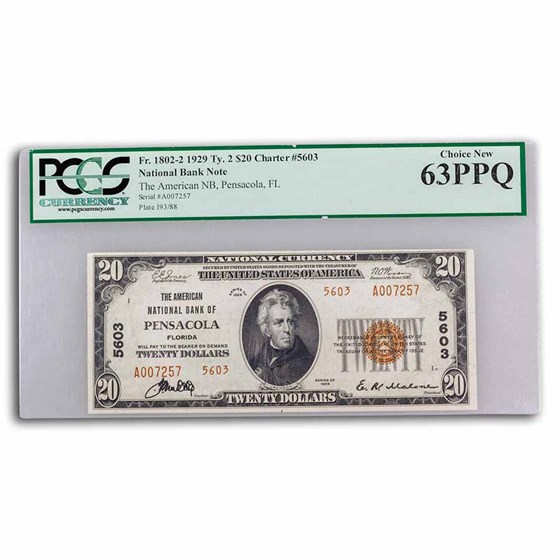 PCGS
CURRENCY
www.pcgscurrency.com
Fr. 1802-2 1929 Ty. 2 $20 Charter #5603
National Bank Note
The American NB, Pensacola, FL
Serial #A007257
Plate 193/88
Choice New
63PPQ
NATIONAL CURRENCY
SECURED BY UNITED STATES BONDS DEPOSITED WITH THE TREASURER OF
THE UNITED STATES OF AMERICA
20
20
SERIES OF 1929
5603 A007257
THE AMERICAN
NATIONAL BANK OF
PENSACOLA
FLORIDA
WILL PAY TO THE BEARER ON DEMAND
TWENTY DOLLARS
A007257 5603
5603
5603
TWENTY
SERIES OF
1929
E. R. Malone
20
20
TWENTY DOLLARS